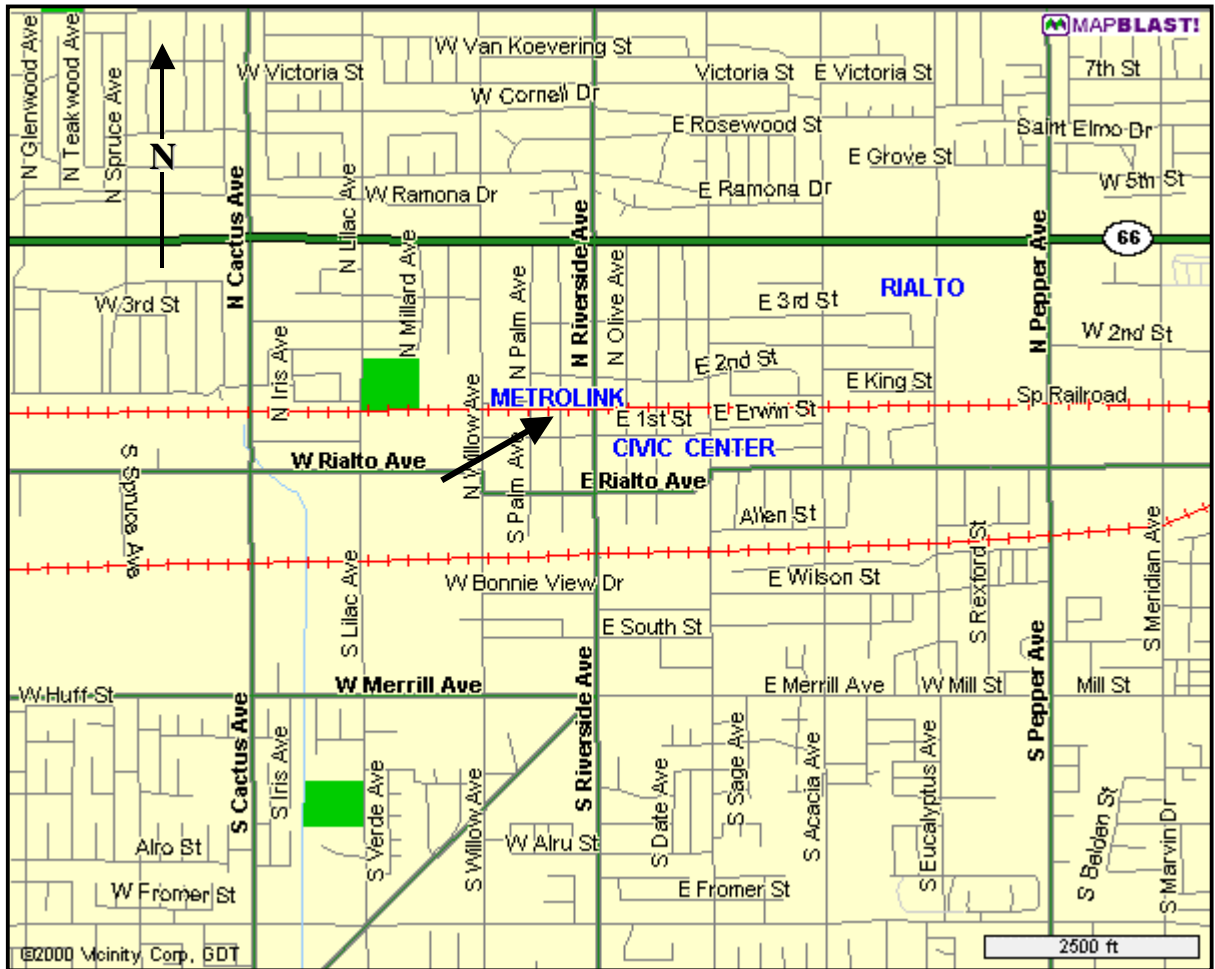 MAPBLAST!
N Glenwood Ave
N Teakwood Ave
N Spruce Ave
W Van Koevering St
W Victoria St
Victoria St
E Victoria St
7th St
W Cornell Dr
E Rosewood St
Saint Elmo Dr
N
E Grove St
W 5th St
W Ramona Dr
E Ramona Dr
N Cactus Ave
N Lilac Ave
N Riverside Ave
N Pepper Ave
66
N Millard Ave
N Palm Ave
N Olive Ave
RIALTO
W 3rd St
E 3rd St
W 2nd St
N Iris Ave
E 2nd St
E King St
Sp Railroad
METROLINK
N Willow Ave
E 1st St
E Erwin St
CIVIC CENTER
W Rialto Ave
E Rialto Ave
S Spruce Ave
S Palm Ave
Allen St
S Meridian Ave
W Bonnie View Dr
E Wilson St
S Rexford St
S Lilac Ave
E South St
W Huff St
W Merrill Ave
E Merrill Ave
W Mill St
Mill St
S Pepper Ave
S Cactus Ave
S Iris Ave
S Riverside Ave
S Verde Ave
S Willow Ave
S Date Ave
S Sage Ave
S Acacia Ave
S Eucalyptus Ave
S Belden St
S Marvin Dr
Alro St
W Alru St
W Fromer St
E Fromer St
©2000 Vicinity Corp, GDT
2500 ft